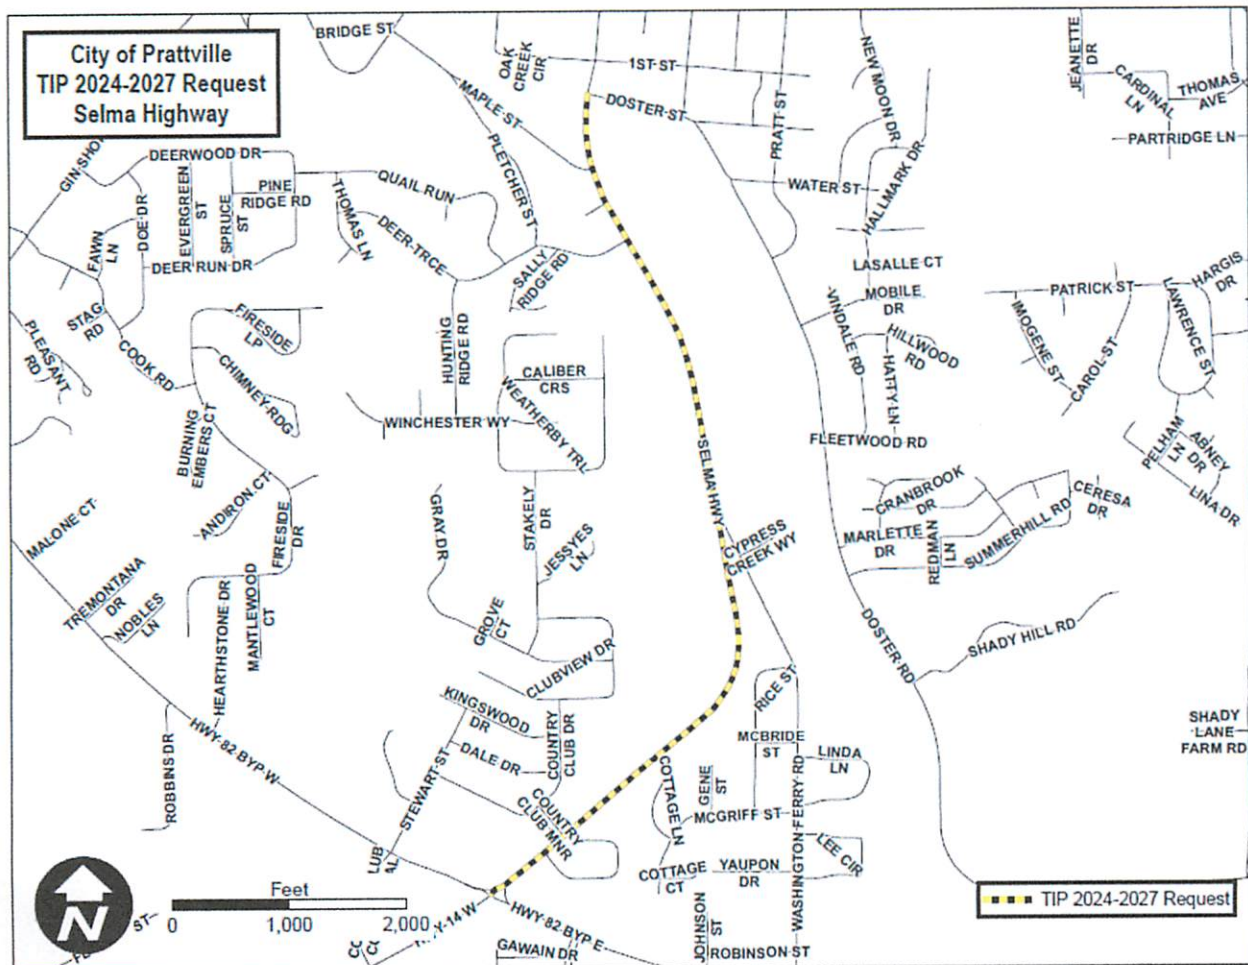 City of Prattville
TIP 2024-2027 Request
Selma Highway
BRIDGE ST
OAK
CREEK
CIR
1ST ST
NEW MOON DR
JEANETTE
DR
CARDINAL
LN
THOMAS
AVE
PARTRIDGE LN
MAPLE ST
DOSTER ST
PRATT ST
PLETCHER ST
WATER ST
HALLMARK DR
DEERWOOD DR
EVERGREEN
ST
SPRUCE
ST
PINE
RIDGE RD
THOMAS LN
QUAIL RUN
DEER TRCE
DOE DR
FAWN
LN
DEER RUN DR
SALLY
RIDGE RD
LASALLE CT
MOBILE
DR
PATRICK ST
HARGIS
DR
STAG
RD
PLEASANT
RD
COOK RD
FIRESIDE
LP
CHIMNEY RDG
HUNTING
RIDGE RD
VINDALE RD
HILLWOOD
RD
HATTY LN
IMOGENE ST
CAROL ST
LAWRENCE ST
CALIBER
CRS
WEATHERBY TRL
WINCHESTER WY
BURNING
EMBERS CT
SELMA HWY
FLEETWOOD RD
PELHAM
LN
ABNEY
DR
LINA DR
ANDIRON CT
FIRESIDE
DR
GRAY DR
STAKELY
DR
JESSYES
LN
CYPRESS
CREEK WY
CRANBROOK
DR
MARLETTE
DR
REDMAN
LN
SUMMERHILL RD
CERESA
DR
MALONE CT
TREMONTANA
DR
NOBLES
LN
HEARTHSTONE DR
MANTLEWOOD
CT
GROVE
CT
CLUBVIEW DR
DOSTER RD
SHADY HILL RD
KINGSWOOD
DR
COUNTRY
CLUB DR
DALE DR
RICE ST
MCBRIDE
ST
LINDA
LN
SHADY
LANE
FARM RD
ROBBINS DR
HWY 82 BYP W
STEWART ST
COUNTRY
CLUB MNR
COTTAGE LN
GENE
ST
MCGRIFF ST
WASHINGTON FERRY RD
LEE CIR
COTTAGE
CT
YAUPON
DR
JOHNSON
ST
ROBINSON ST
HWY 82 BYP E
GAWAIN DR
N
Feet
0 1,000 2,000
TIP 2024-2027 Request